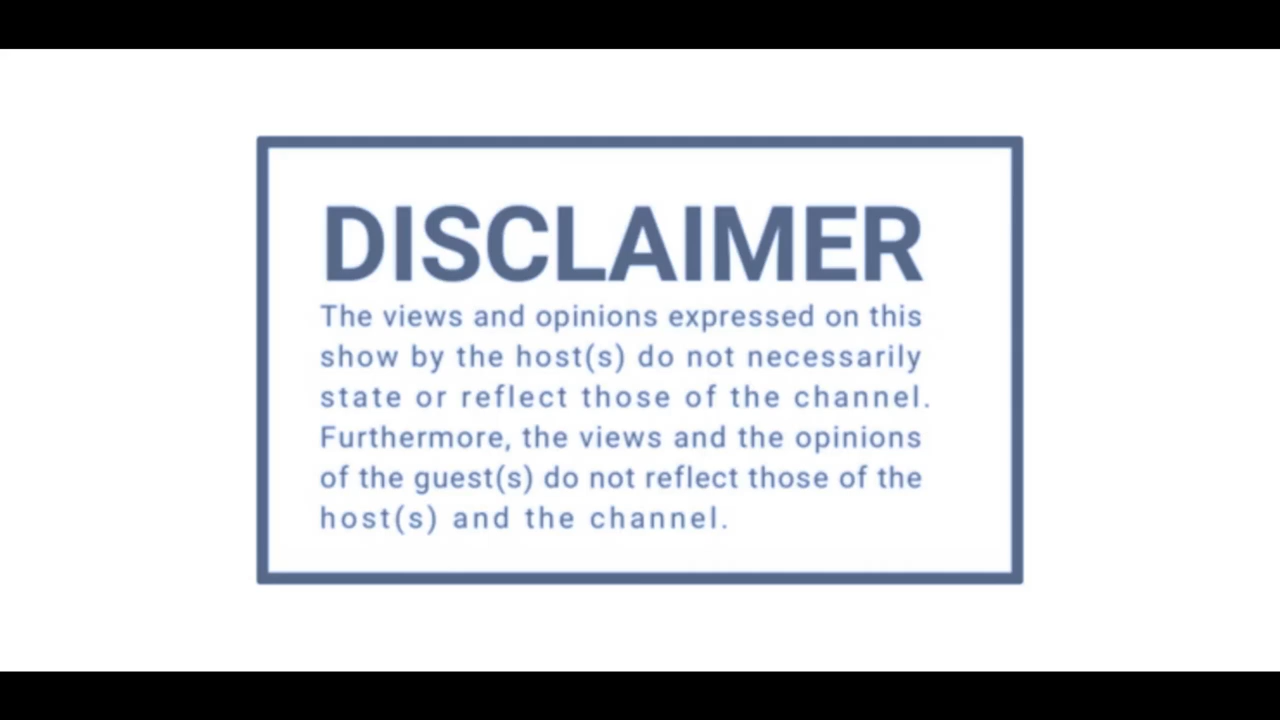 DISCLAIMER
The views and opinions expressed on this
show by the host(s) do not necessarily
state or reflect those of the channel.
Furthermore, the views and the opinions
of the guest(s) do not reflect those of the
host(s) and the channel.